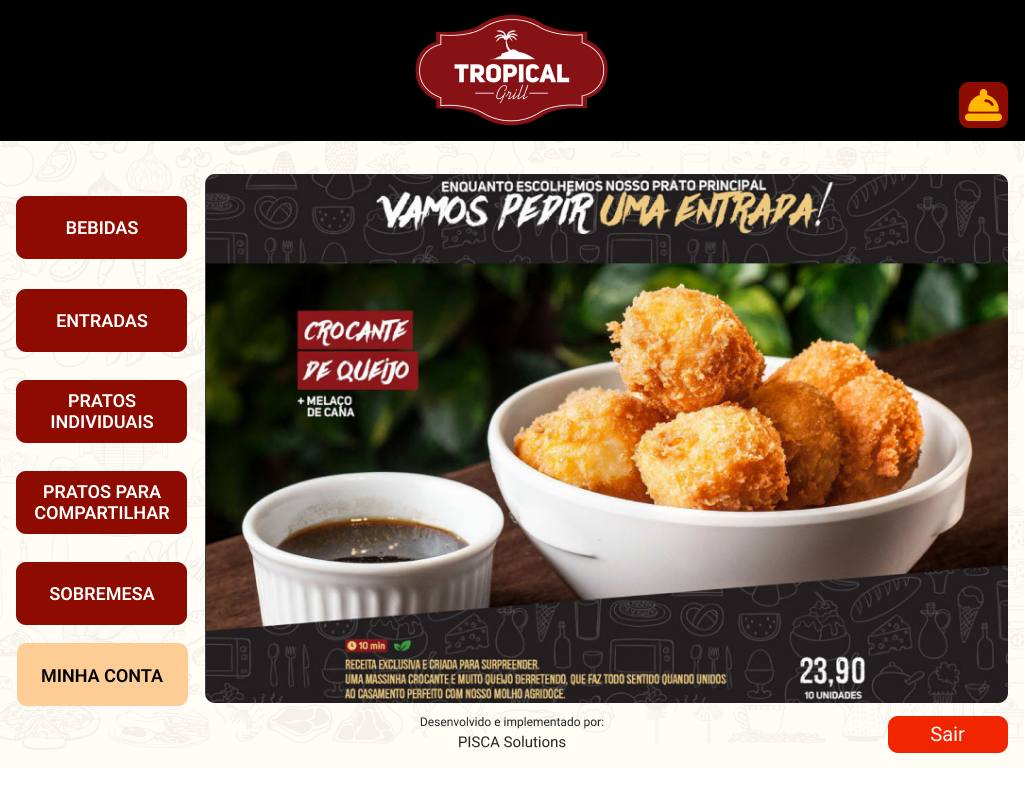 TROPICAL
Grill
BEBIDAS
ENTRADAS
PRATOS
INDIVIDUAIS
PRATOS PARA
COMPARTILHAR
SOBREMESA
MINHA CONTA
ENQUANTO ESCOLHEMOS NOSSO PRATO PRINCIPAL
VAMOS PEDIR UMA ENTRADA!
CROCANTE
DE QUEIJO
+ MELAÇO
DE CANA
10 min
RECEITA EXCLUSIVA E CRIADA PARA SURPREENDER.
UMA MASSINHA CROCANTE E MUITO QUEIJO DERRETENDO, QUE FAZ TODO SENTIDO QUANDO UNIDOS
AO CASAMENTO PERFEITO COM NOSSO MOLHO AGRIDOCE.
23,90
10 UNIDADES
Desenvolvido e implementado por:
PISCA Solutions
Sair